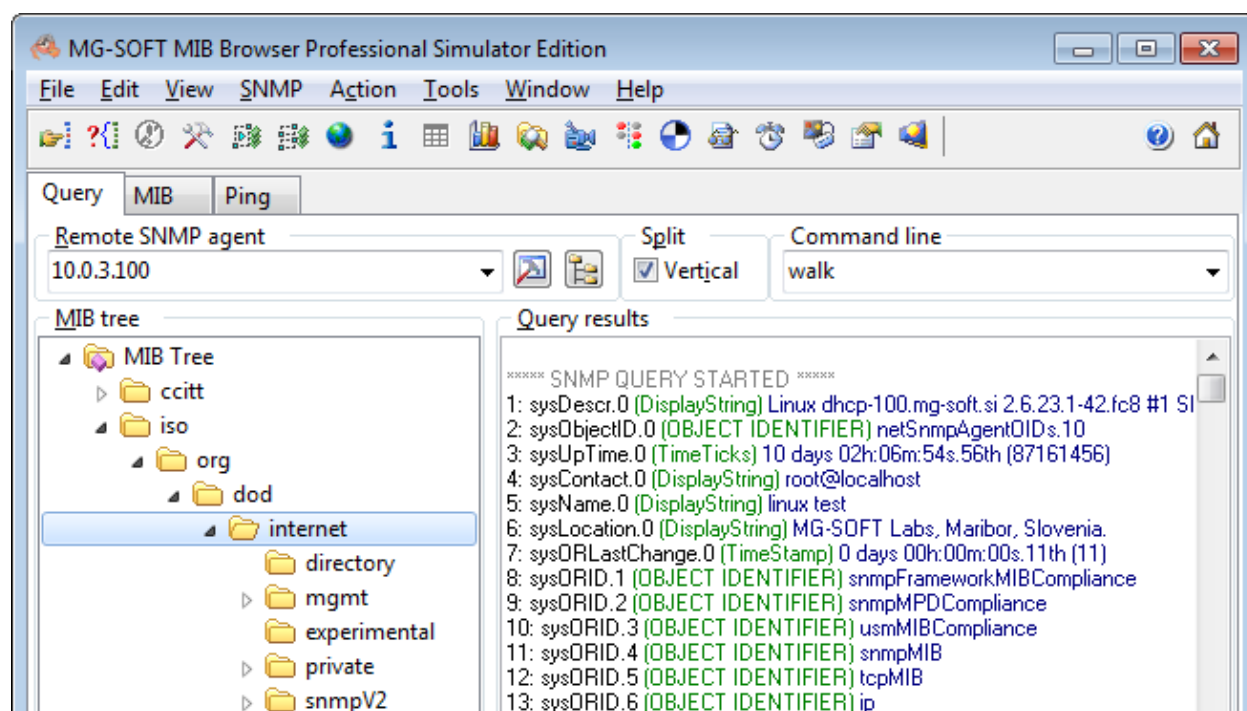 MG-SOFT MIB Browser Professional Simulator Edition
File Edit View SNMP Action Tools Window Help
Query MIB Ping
Remote SNMP agent Split Command line
10.0.3.100 Vertical walk
MIB tree Query results
MIB Tree
ccitt
iso
org
dod
internet
directory
mgmt
experimental
private
snmpV2
***** SNMP QUERY STARTED *****
1: sysDescr.0 (DisplayString) Linux dhcp-100.mg-soft.si 2.6.23.1-42.fc8 #1 SI
2: sysObjectID.0 (OBJECT IDENTIFIER) netSnmpAgentOIDs.10
3: sysUpTime.0 (TimeTicks) 10 days 02h:06m:54s.56th (87161456)
4: sysContact.0 (DisplayString) root@localhost
5: sysName.0 (DisplayString) linux test
6: sysLocation.0 (DisplayString) MG-SOFT Labs, Maribor, Slovenia.
7: sysORLastChange.0 (TimeStamp) 0 days 00h:00m:00s.11th (11)
8: sysORID.1 (OBJECT IDENTIFIER) snmpFrameworkMIBCompliance
9: sysORID.2 (OBJECT IDENTIFIER) snmpMPDCompliance
10: sysORID.3 (OBJECT IDENTIFIER) usmMIBCompliance
11: sysORID.4 (OBJECT IDENTIFIER) snmpMIB
12: sysORID.5 (OBJECT IDENTIFIER) tcpMIB
13: sysORID.6 (OBJECT IDENTIFIER) ip